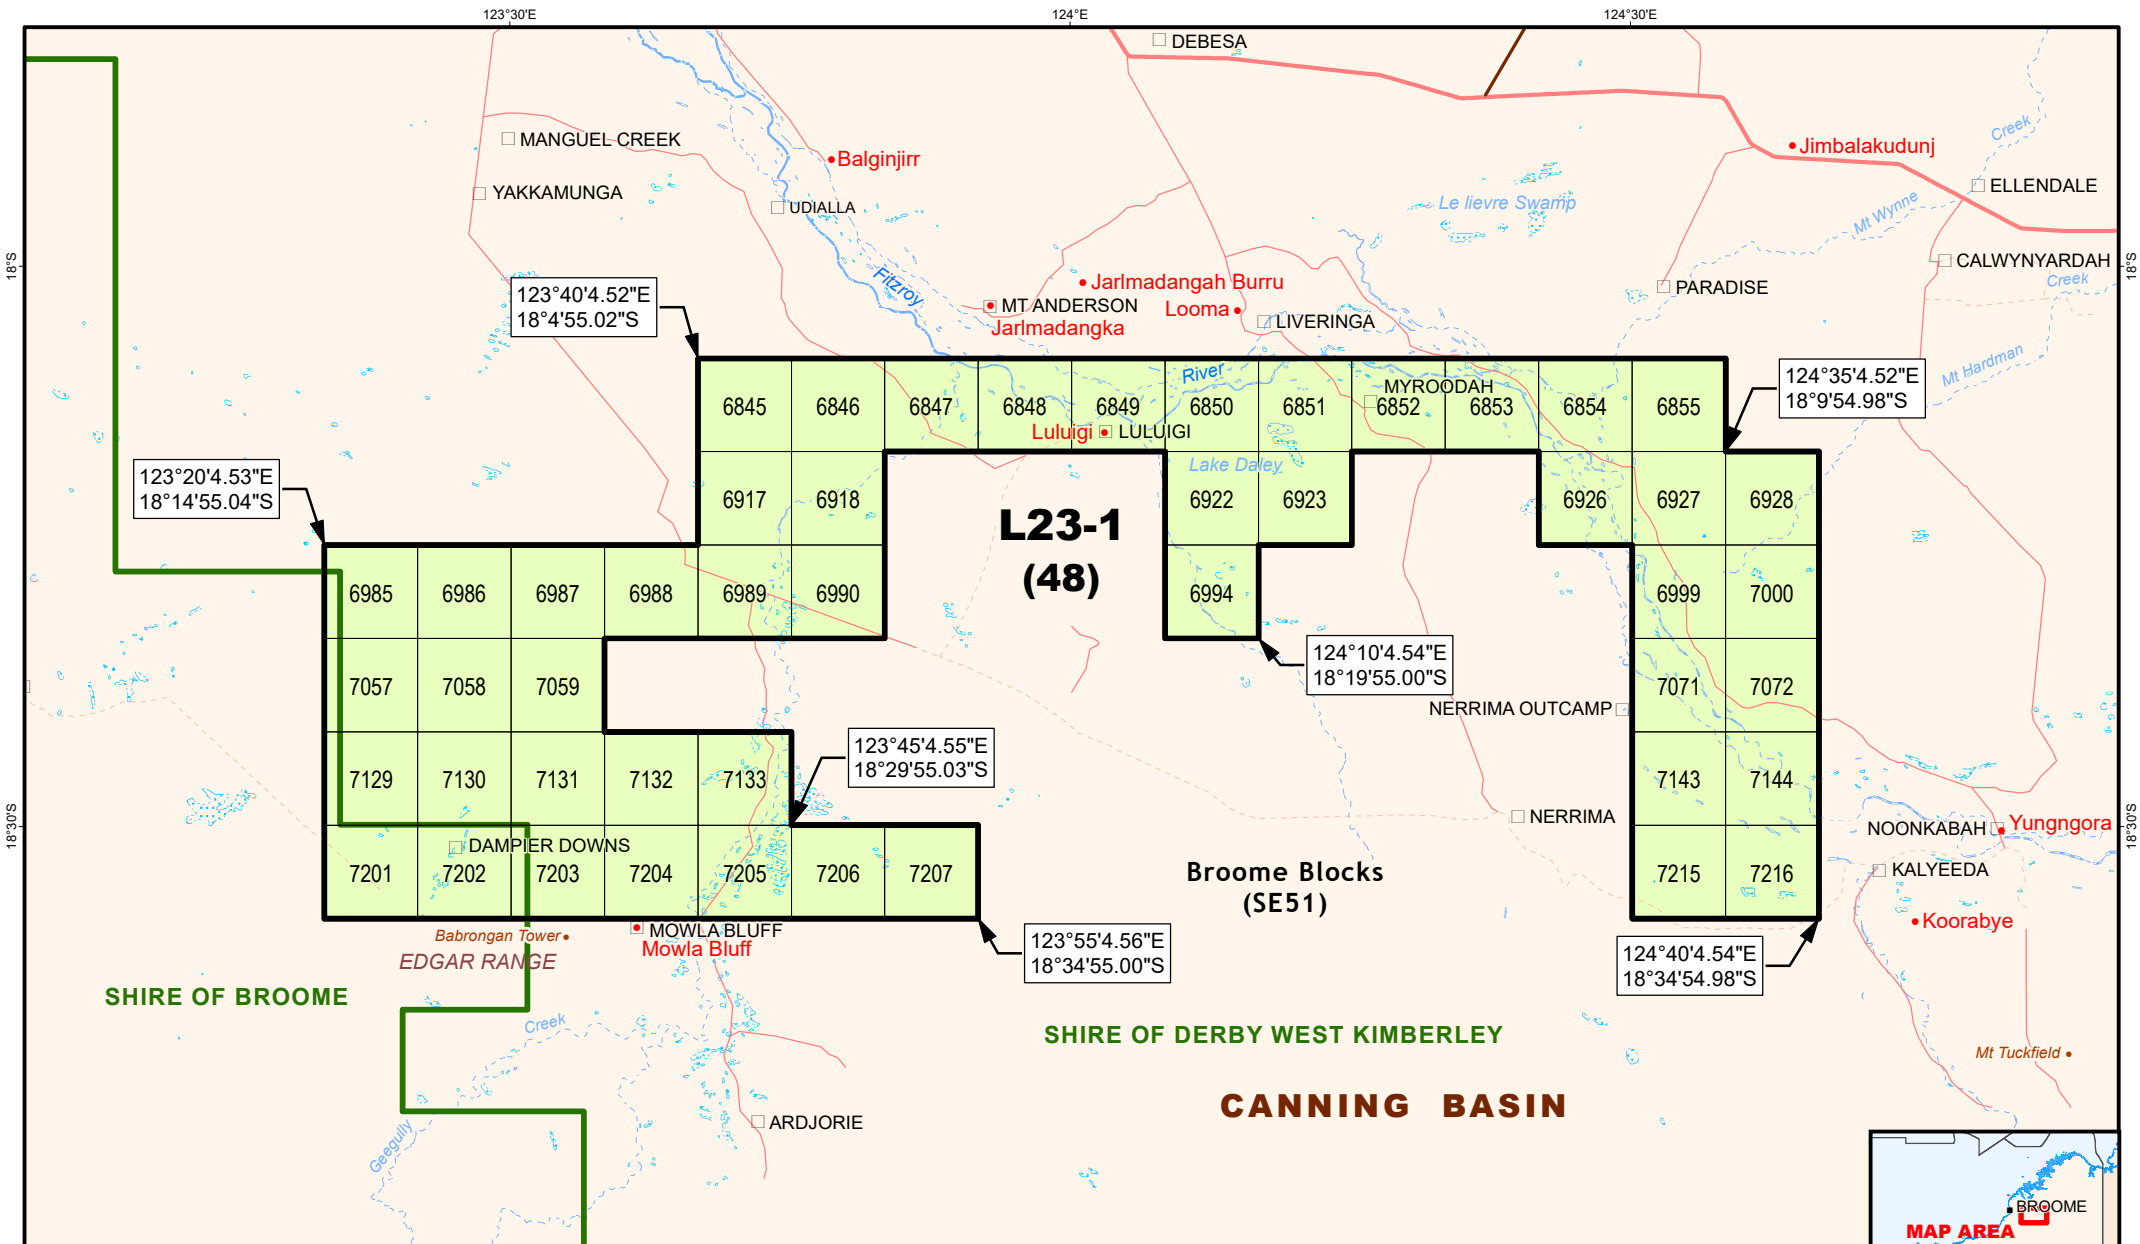 123°30'E
124°E
124°30'E
DEBESA
MANGUEL CREEK
Balginjirr
Jimbalakudunj
Creek
YAKKAMUNGA
UDIALLA
Le lievre Swamp
Mt Wynne
ELLENDALE
18°S
18°S
Fitzroy
Jarlmadangah Burru
MT ANDERSON
Jarlmadangka
Looma
LIVERINGA
PARADISE
CALWYNYARDAH
Creek
Mt Hardman
123°40'4.52"E
18°4'55.02"S
River
MYROODAH
124°35'4.52"E
18°9'54.98"S
6845
6846
6847
6848
6849
6850
6851
6852
6853
6854
6855
Luluigi
LULUIGI
Lake Daley
123°20'4.53"E
18°14'55.04"S
6917
6918
L23-1
(48)
6922
6923
6926
6927
6928
6985
6986
6987
6988
6989
6990
6994
6999
7000
124°10'4.54"E
18°19'55.00"S
7057
7058
7059
7071
7072
NERRIMA OUTCAMP
123°45'4.55"E
18°29'55.03"S
7129
7130
7131
7132
7133
7143
7144
18°30'S
18°30'S
NERRIMA
NOONKABAH
Yungngora
DAMPIER DOWNS
7201
7202
7203
7204
7205
7206
7207
Broome Blocks
(SE51)
7215
7216
KALYEEDA
Koorabye
Babrongan Tower
EDGAR RANGE
MOWLA BLUFF
Mowla Bluff
123°55'4.56"E
18°34'55.00"S
124°40'4.54"E
18°34'54.98"S
SHIRE OF BROOME
Creek
SHIRE OF DERBY WEST KIMBERLEY
Mt Tuckfield
CANNING BASIN
ARDJORIE
Geegully
BROOME
MAP AREA